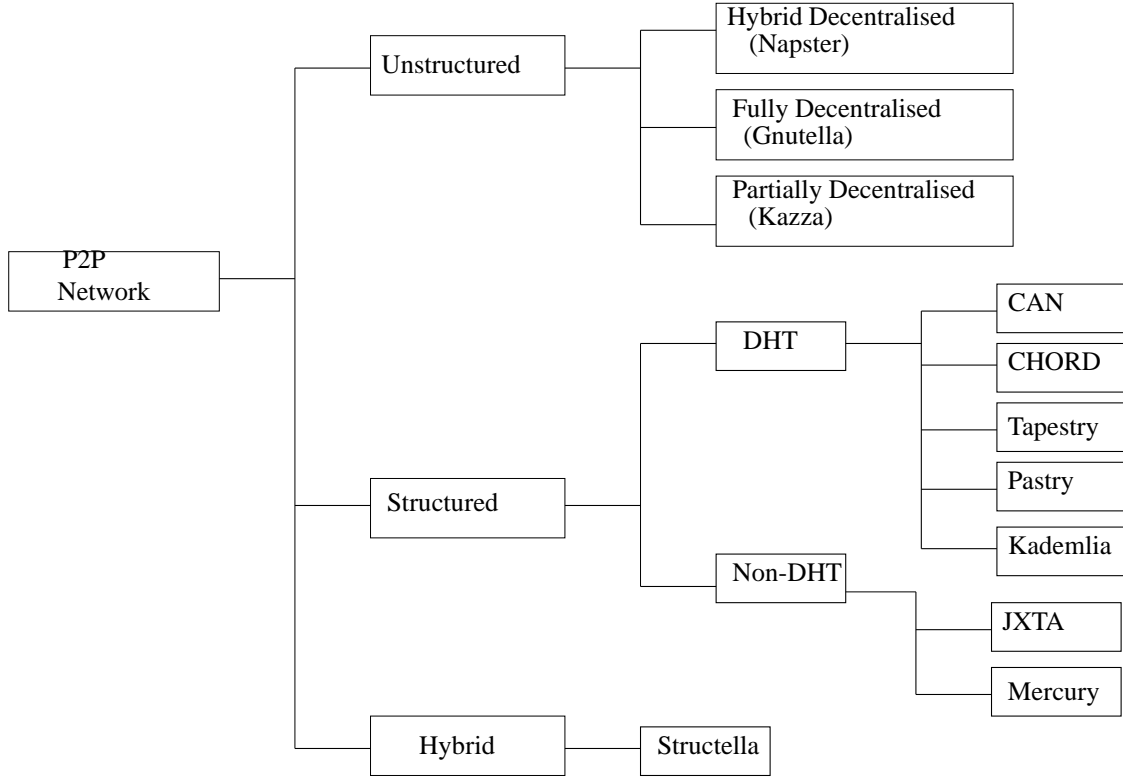 Hybrid Decentralised
(Napster)
Unstructured
Fully Decentralised
(Gnutella)
Partially Decentralised
(Kazza)
P2P
Network
CAN
DHT
CHORD
Tapestry
Pastry
Structured
Kademlia
Non-DHT
JXTA
Mercury
Hybrid
Structella